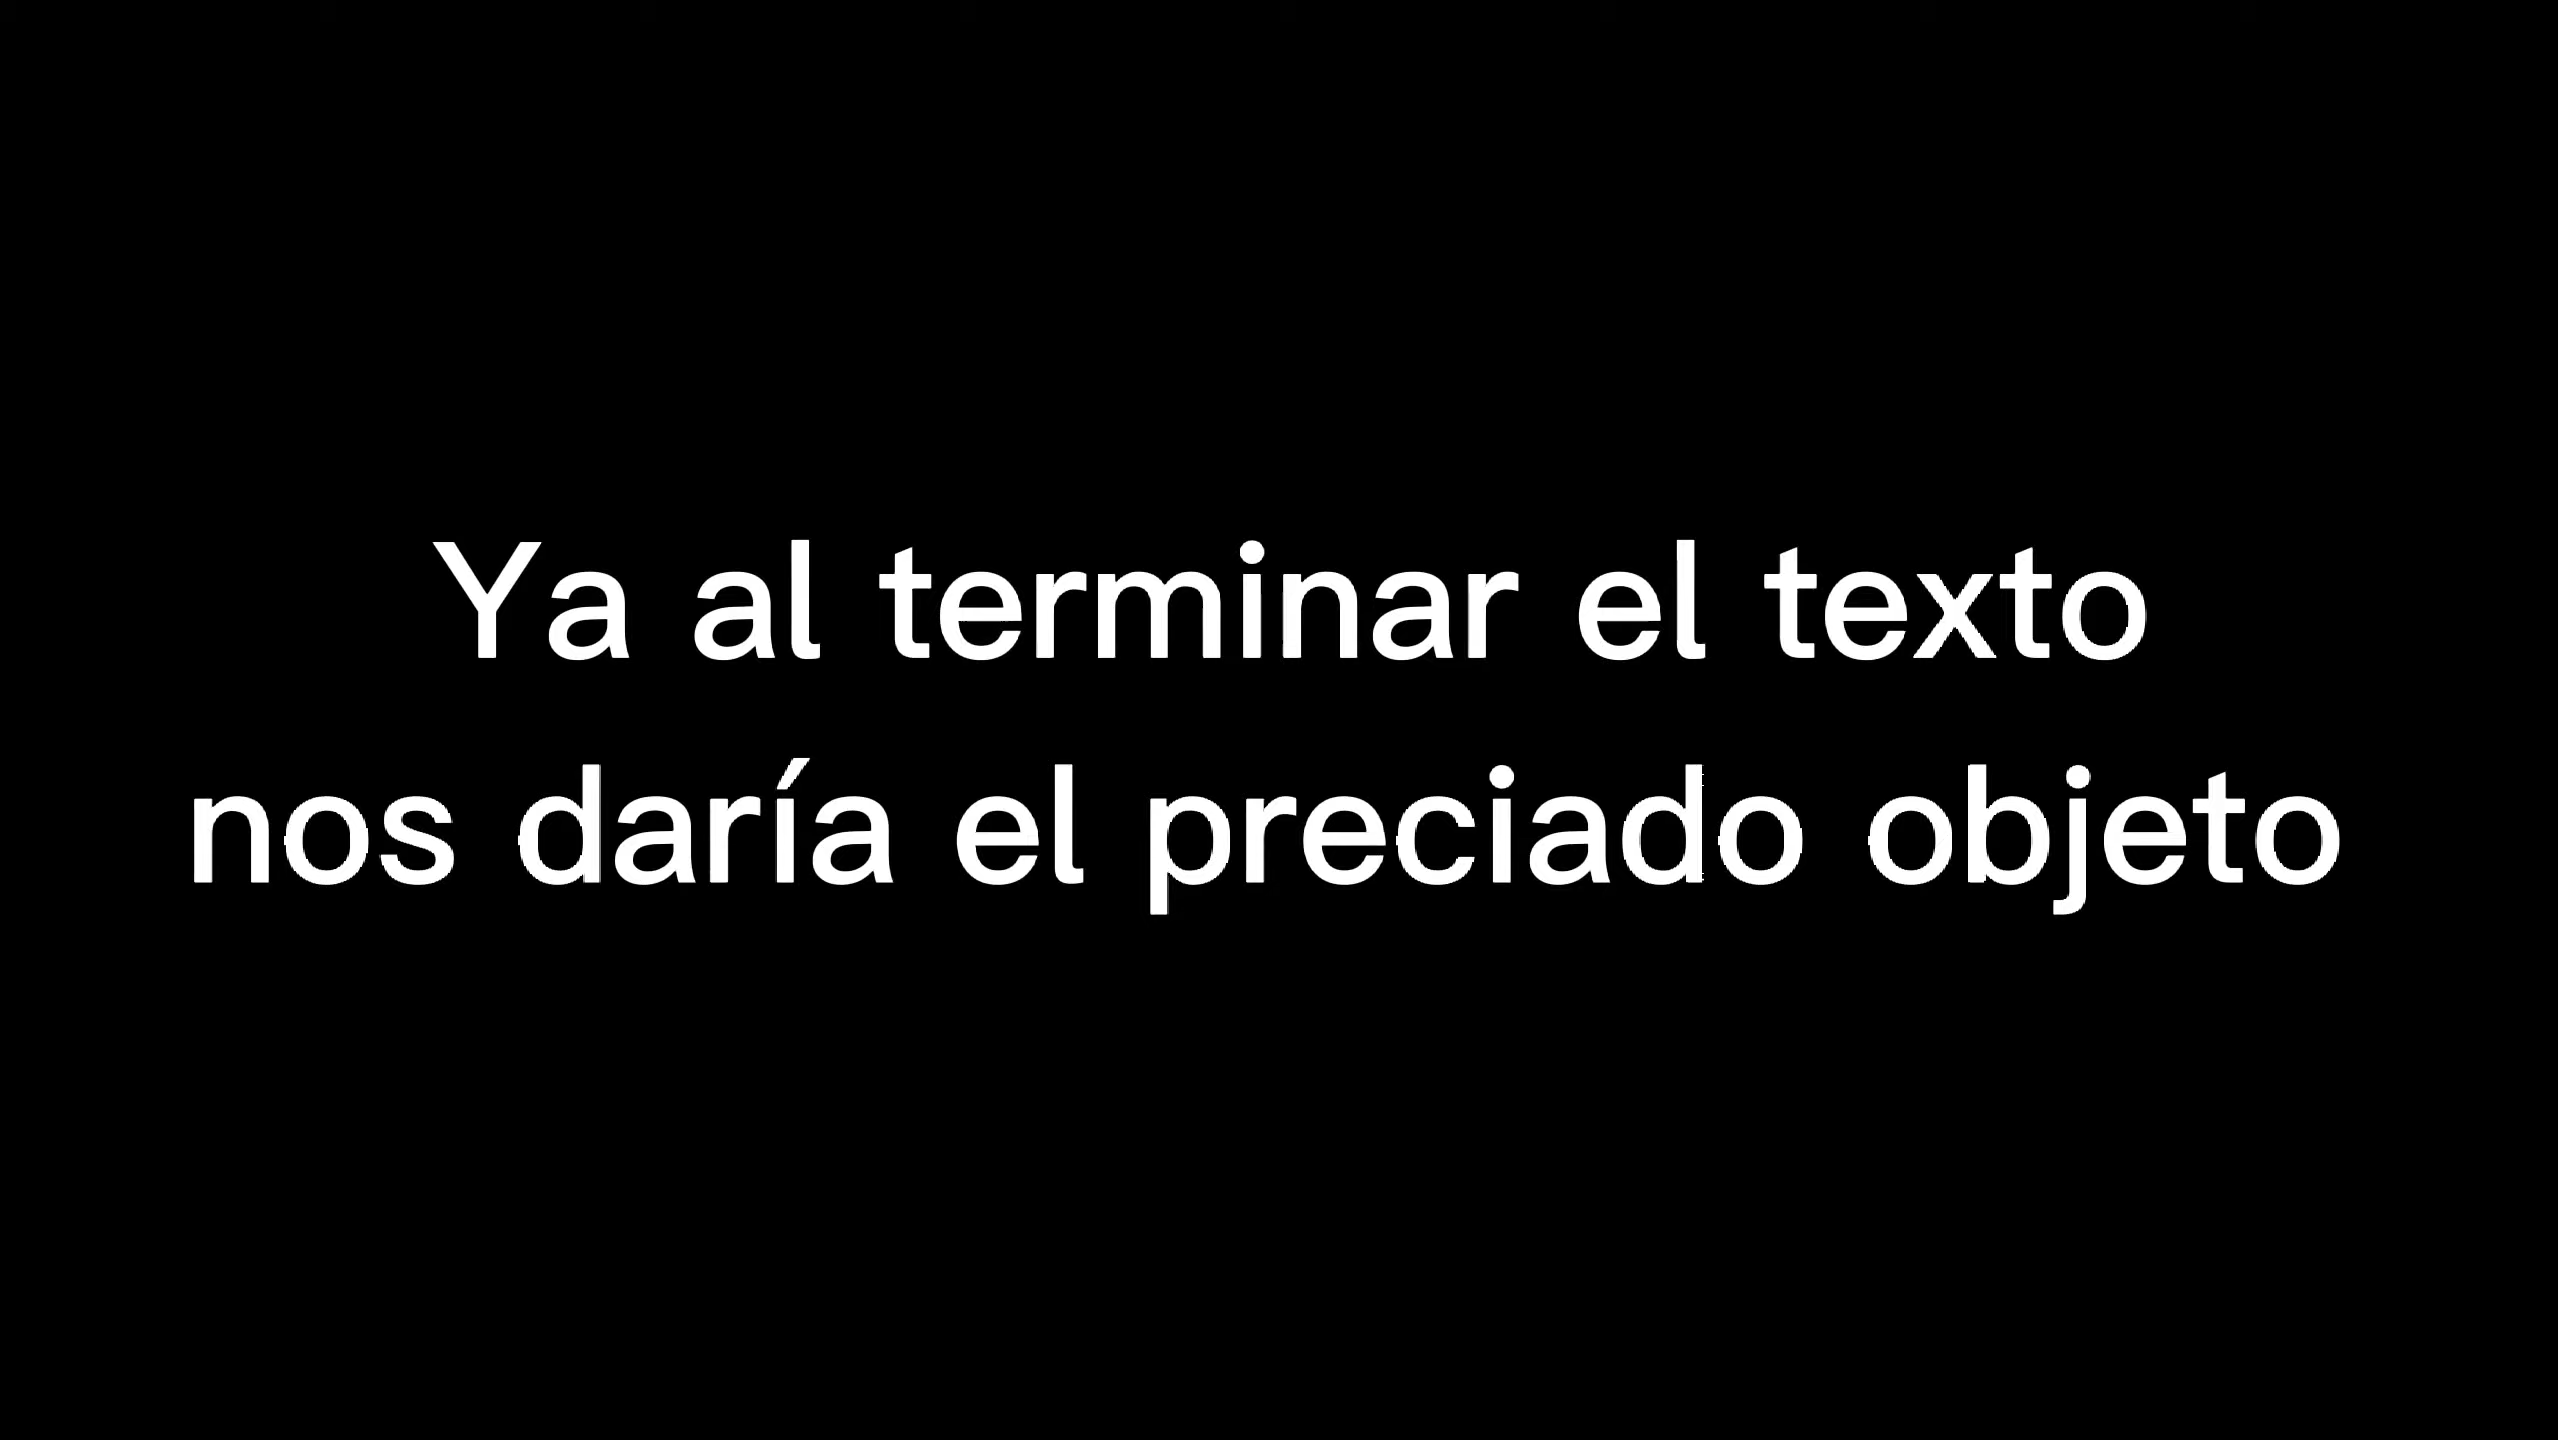 Ya al terminar el texto
nos daría el preciado objeto